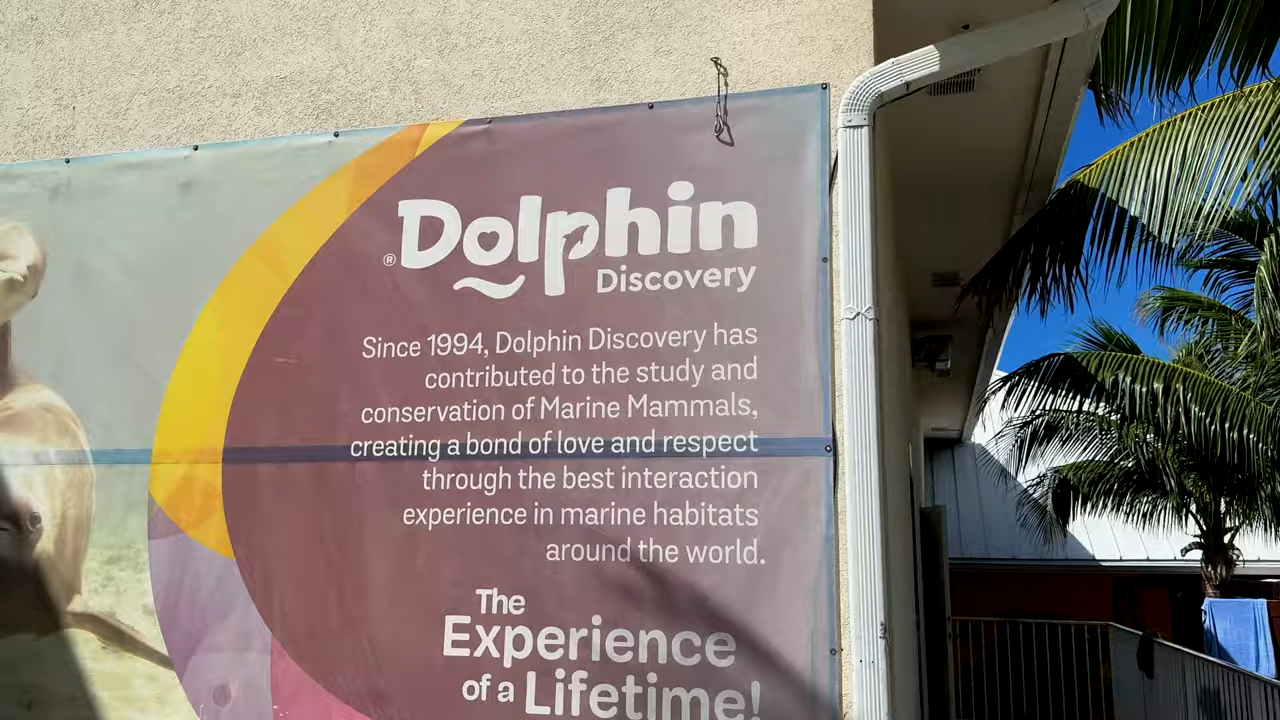 Dolphin
®
Discovery
Since 1994, Dolphin Discovery has
contributed to the study and
conservation of Marine Mammals,
creating a bond of love and respect
through the best interaction
experience in marine habitats
around the world.
The
Experience
of a Lifetime!